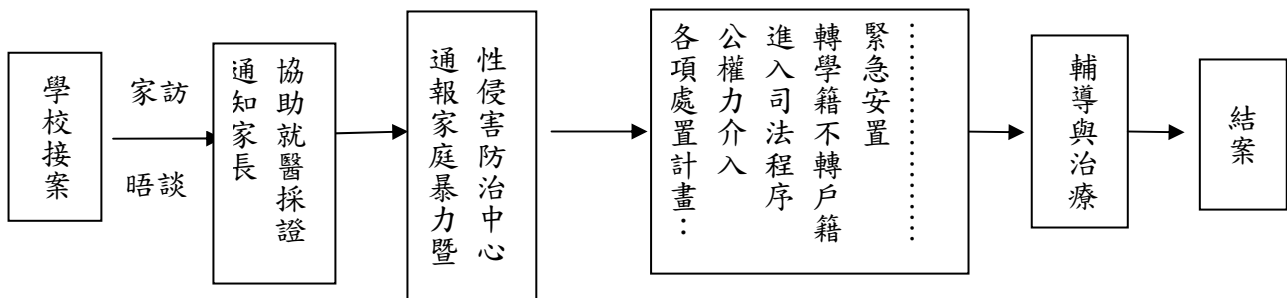 學校接案
家訪
晤談
通知家長
協助就醫採證
通報家庭暴力暨
性侵害防治中心
各項處置計畫：
公權力介入
進入司法程序
轉學籍不轉戶籍
緊急安置
⋯⋯⋯⋯⋯⋯⋯⋯
輔導與治療
結案